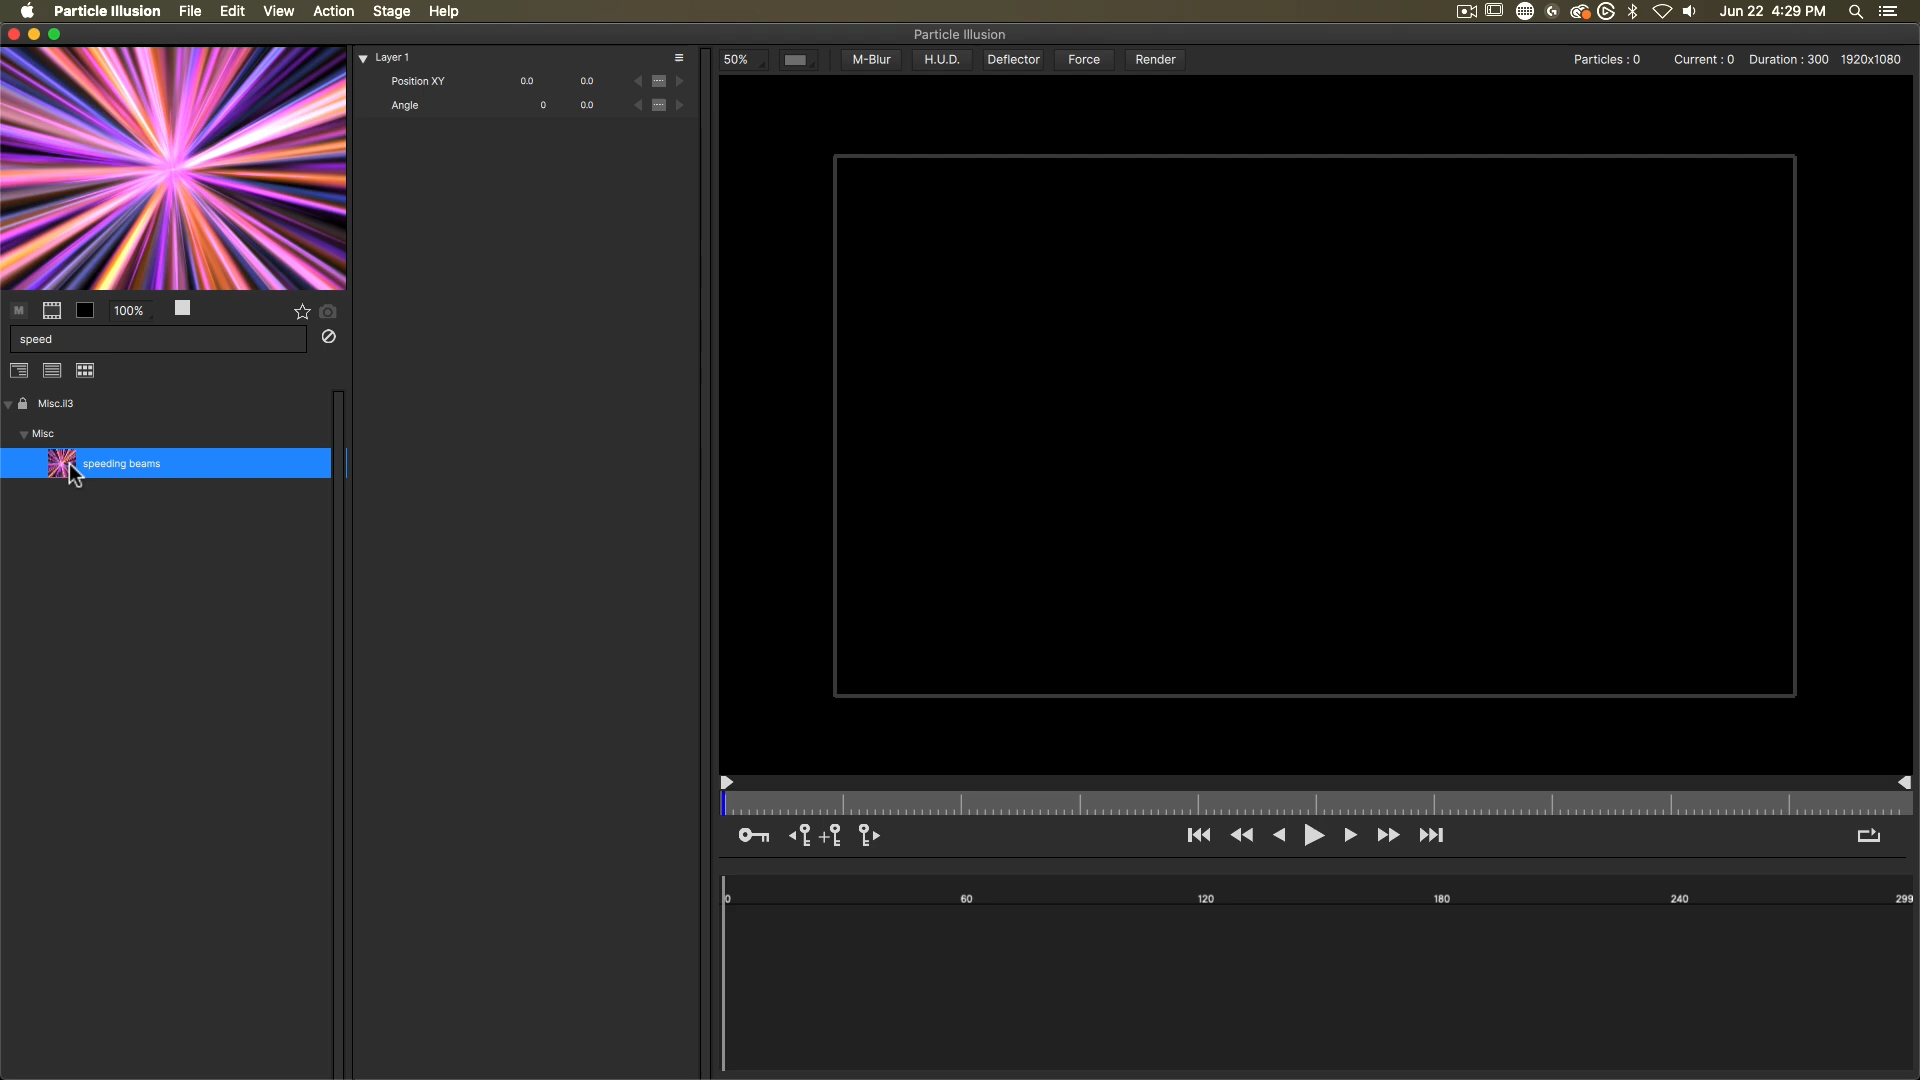 Particle Illusion File Edit View Action Stage Help Jun 22 4:29 PM
Particle Illusion
Layer 1
Position XY 0.0 0.0
Angle 0 0.0
50% M-Blur H.U.D. Deflector Force Render Particles : 0 Current : 0 Duration : 300 1920x1080
M 100%
speed
Misc.il3
Misc
speeding beams
0 60 120 180 240 299